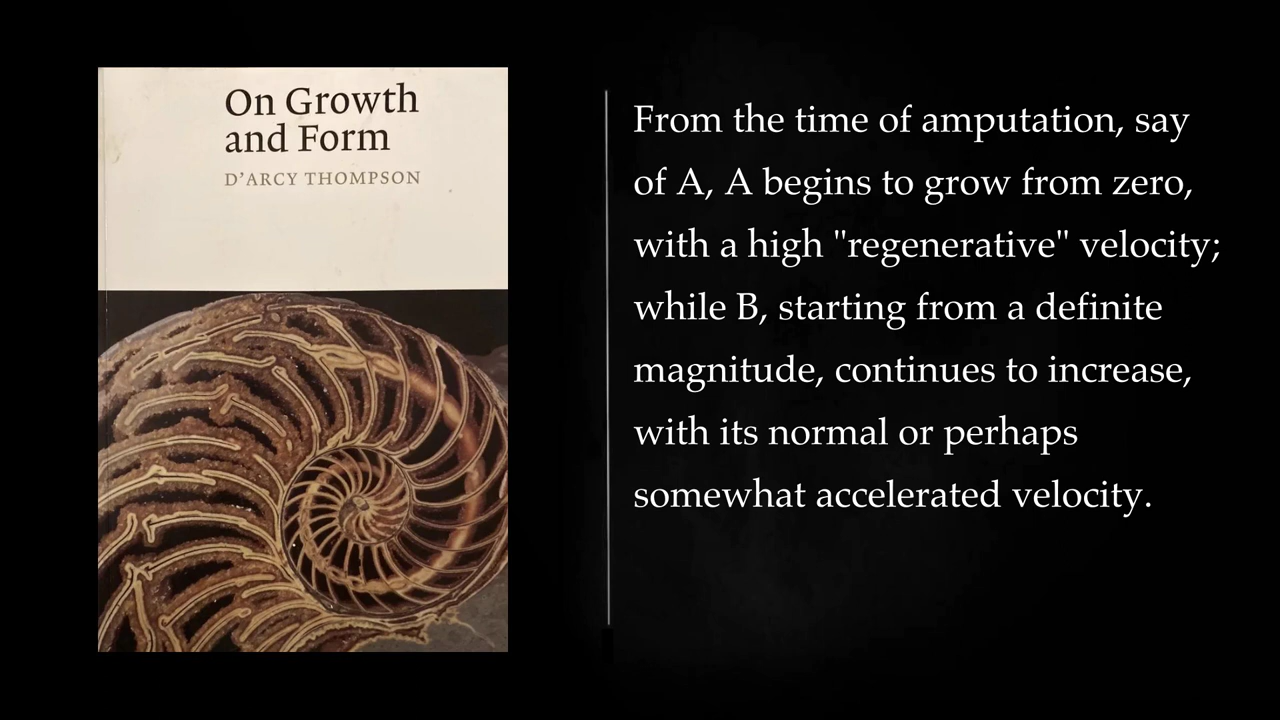 On Growth
and Form
D'ARCY THOMPSON
From the time of amputation, say
of A, A begins to grow from zero,
with a high "regenerative" velocity;
while B, starting from a definite
magnitude, continues to increase,
with its normal or perhaps
somewhat accelerated velocity.